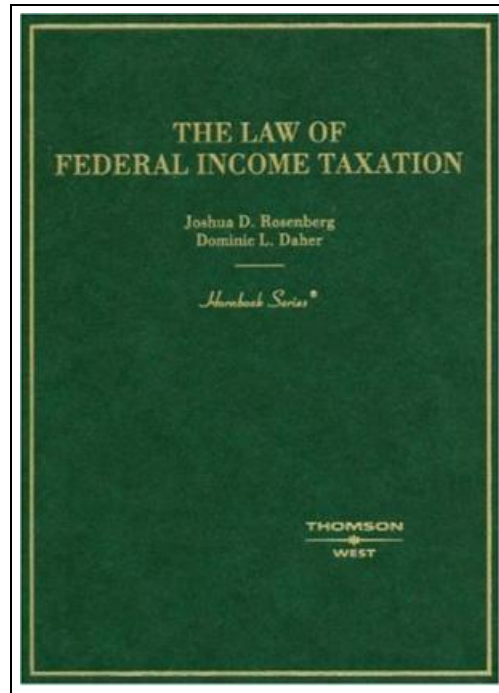 THE LAW OF
FEDERAL INCOME TAXATION
Joshua D. Rosenberg
Dominic L. Daher
Hornbook Series®
THOMSON
WEST